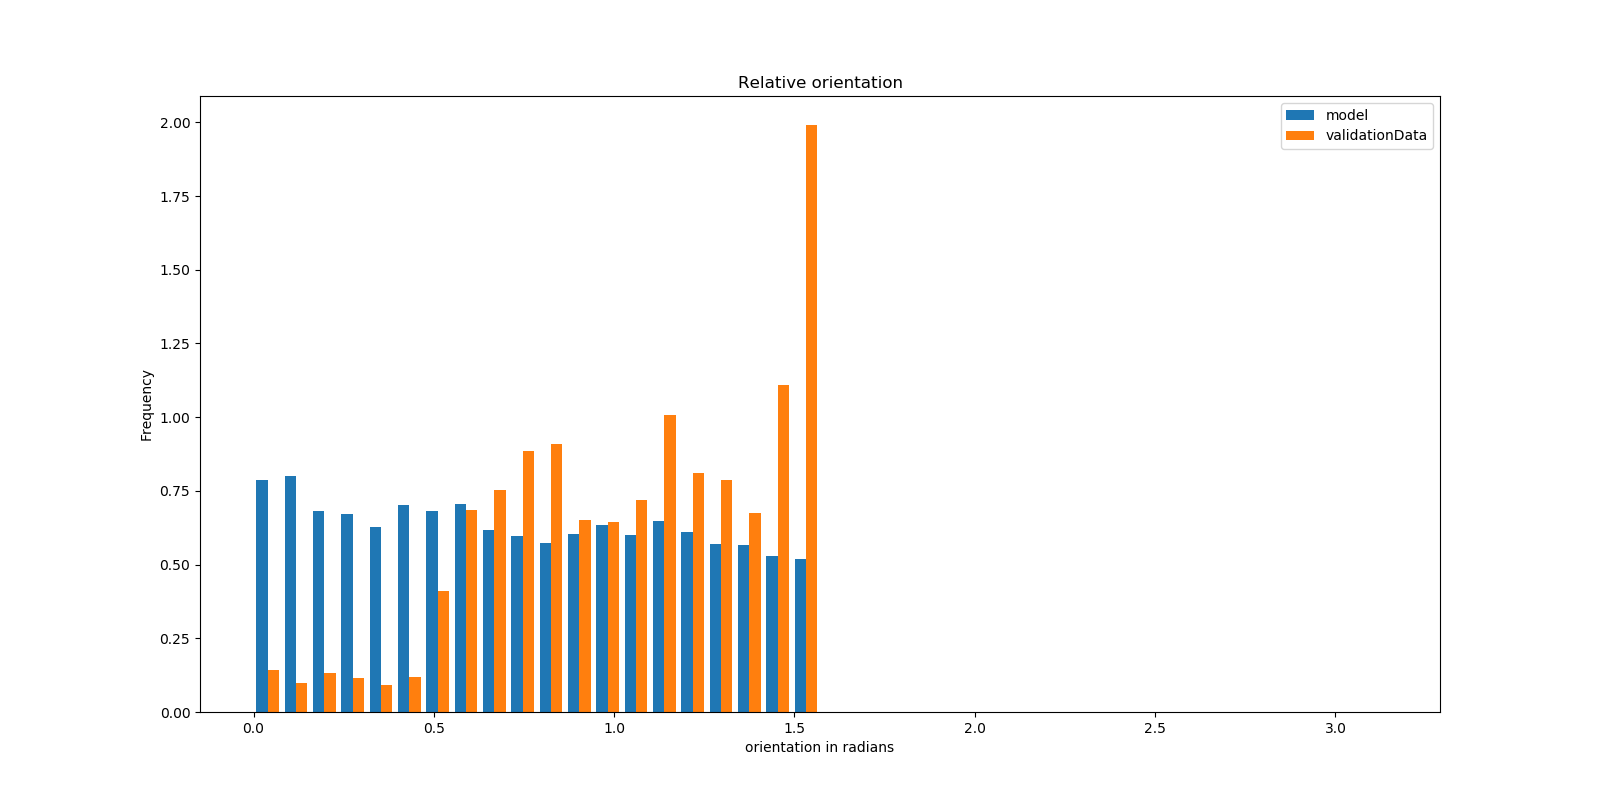 Relative orientation
model
validationData
2.00
1.75
1.50
1.25
1.00
0.75
0.50
0.25
0.00
Frequency
0.0 0.5 1.0 1.5 2.0 2.5 3.0
orientation in radians